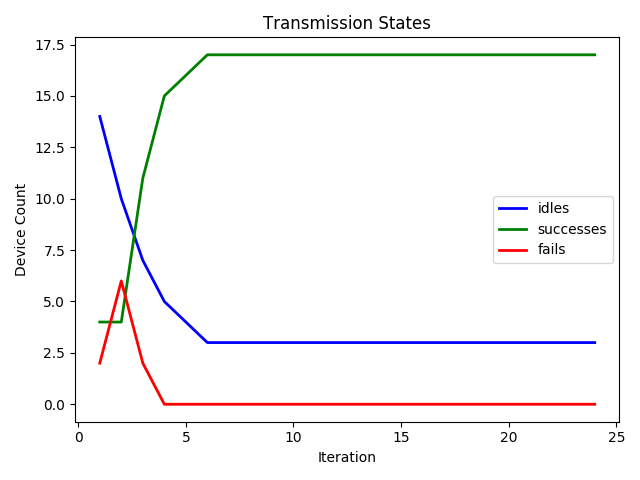 Transmission States
17.5
15.0
12.5
10.0
7.5
5.0
2.5
0.0
Device Count
idles
successes
fails
0 5 10 15 20 25
Iteration